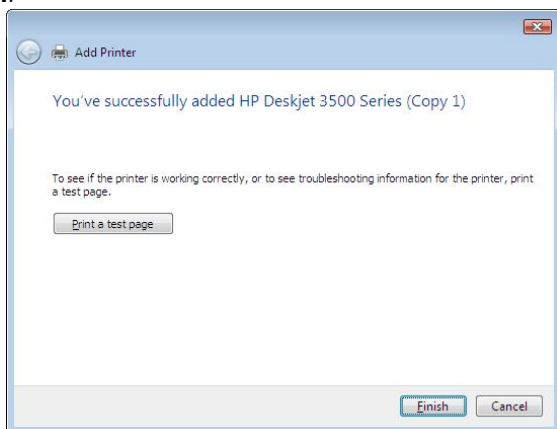 Add Printer
You've successfully added HP Deskjet 3500 Series (Copy 1)
To see if the printer is working correctly, or to see troubleshooting information for the printer, print
a test page.
Print a test page
Finish Cancel